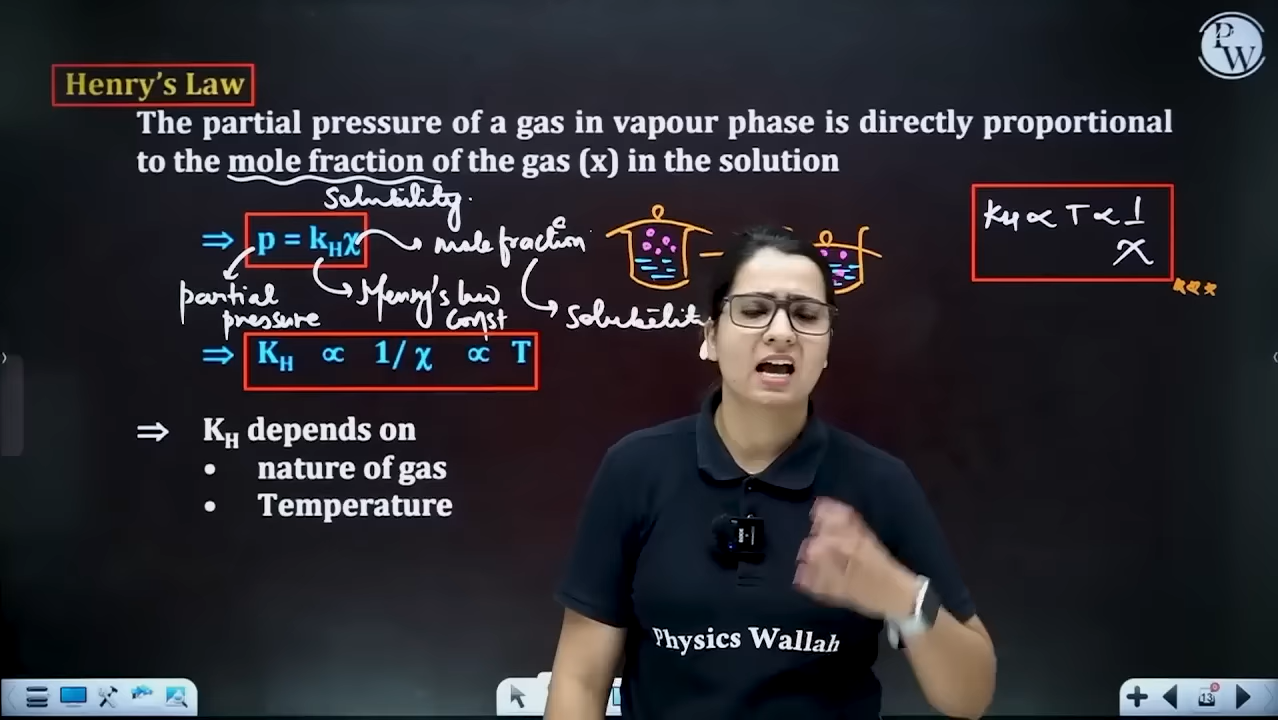 PW
Henry's Law
The partial pressure of a gas in vapour phase is directly proportional
to the mole fraction of the gas (x) in the solution
Solubility.
⇒ p = kHχ → mole fraction
partial pressure
Henry's law const
Solubility
KH ∝ T ∝ 1/x
⇒ KH ∝ 1/ χ ∝ T
⇒ KH depends on
• nature of gas
• Temperature
Physics Wallah
13